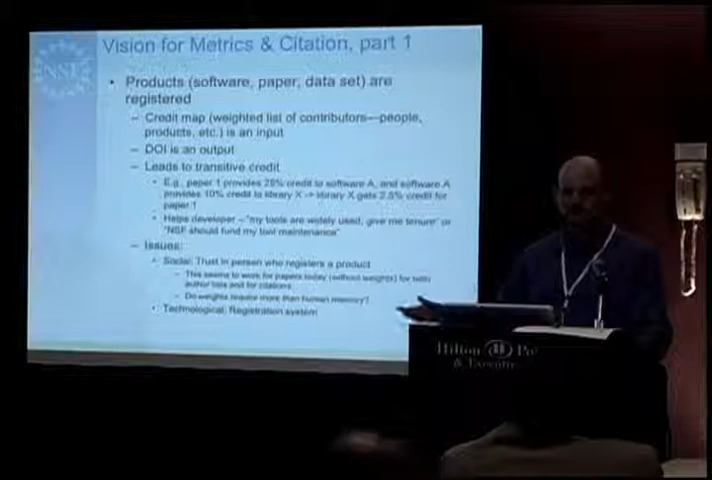 NSF
Vision for Metrics & Citation, part 1
• Products (software, paper, data set) are
registered
– Credit map (weighted list of contributors—people,
products, etc.) is an input
– DOI is an output
– Leads to transitive credit
• E.g., paper 1 provides 25% credit to software A, and software A
provides 10% credit to library X -> library X gets 2.5% credit for
paper 1
• Helps developer – "my tools are widely used, give me tenure" or
"NSF should fund my tool maintenance"
– Issues:
• Social: Trust in person who registers a product
– This seems to work for papers today (without weights) for both
author lists and for citations
– Do weights require more than human memory?
• Technological: Registration system
Hilton
& Executive